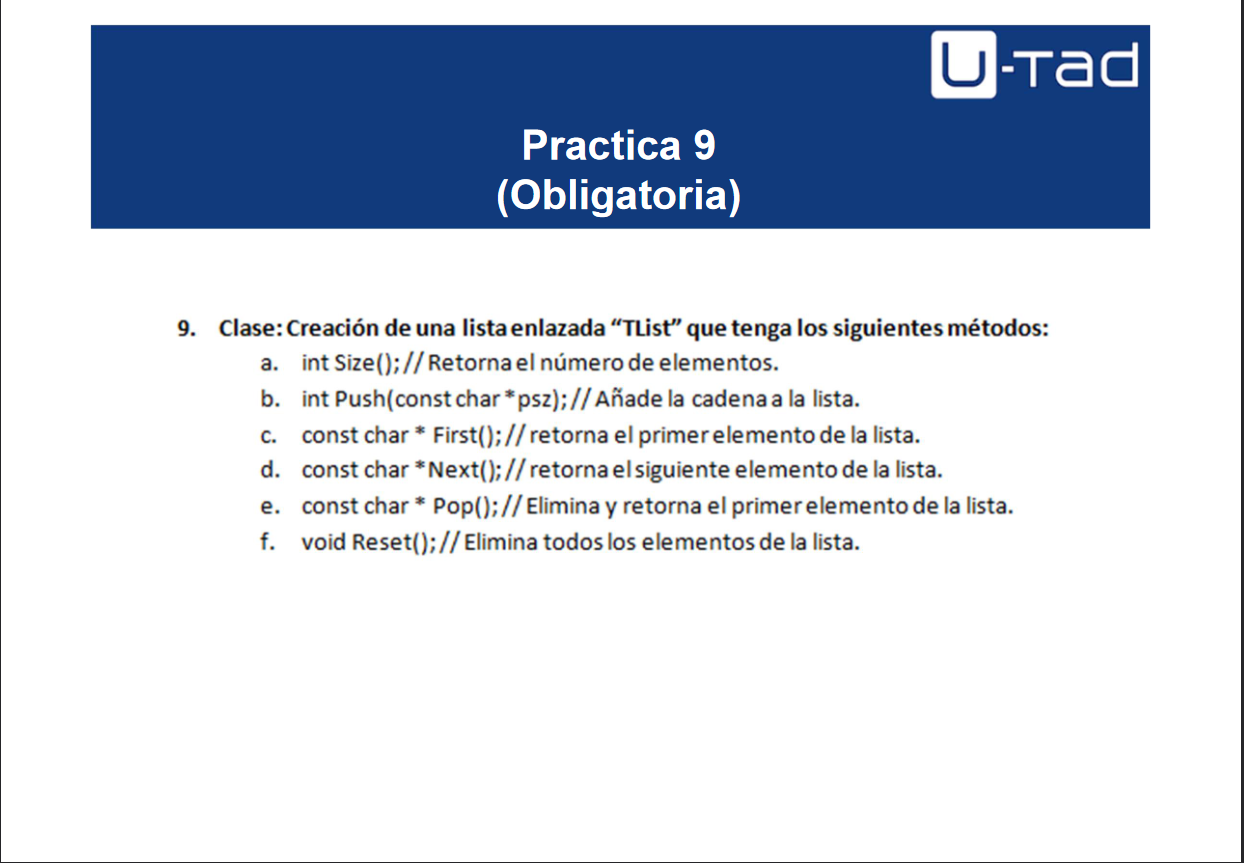 U-tad
Practica 9
(Obligatoria)
9. Clase: Creación de una lista enlazada “TList” que tenga los siguientes métodos:
a. int Size(); // Retorna el número de elementos.
b. int Push(const char *psz); // Añade la cadena a la lista.
c. const char * First(); // retorna el primer elemento de la lista.
d. const char *Next(); // retorna el siguiente elemento de la lista.
e. const char * Pop(); // Elimina y retorna el primer elemento de la lista.
f. void Reset(); // Elimina todos los elementos de la lista.